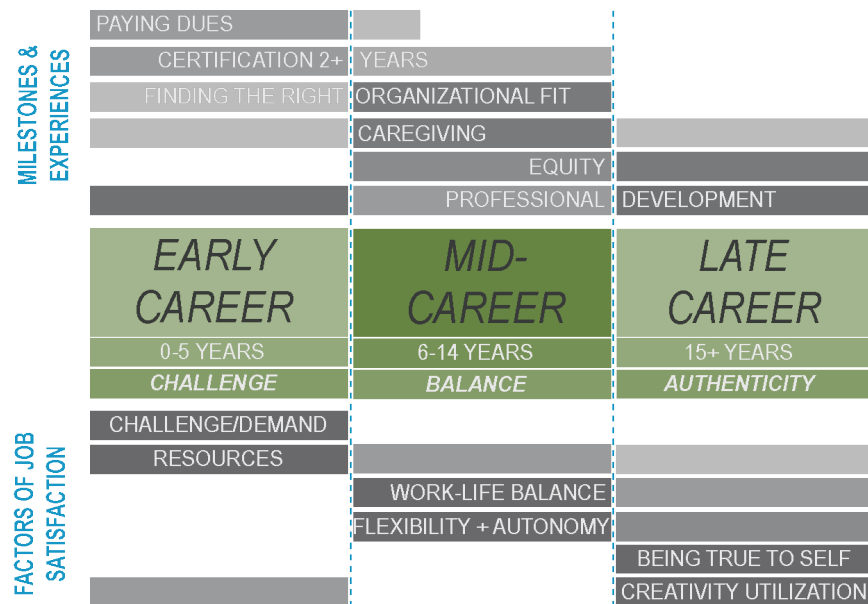 MILESTONES &
EXPERIENCES
PAYING DUES
CERTIFICATION 2+ YEARS
FINDING THE RIGHT ORGANIZATIONAL FIT
CAREGIVING
EQUITY
PROFESSIONAL DEVELOPMENT
EARLY
CAREER
0-5 YEARS
CHALLENGE
MID-
CAREER
6-14 YEARS
BALANCE
LATE
CAREER
15+ YEARS
AUTHENTICITY
FACTORS OF JOB
SATISFACTION
CHALLENGE/DEMAND
RESOURCES
WORK-LIFE BALANCE
FLEXIBILITY + AUTONOMY
BEING TRUE TO SELF
CREATIVITY UTILIZATION